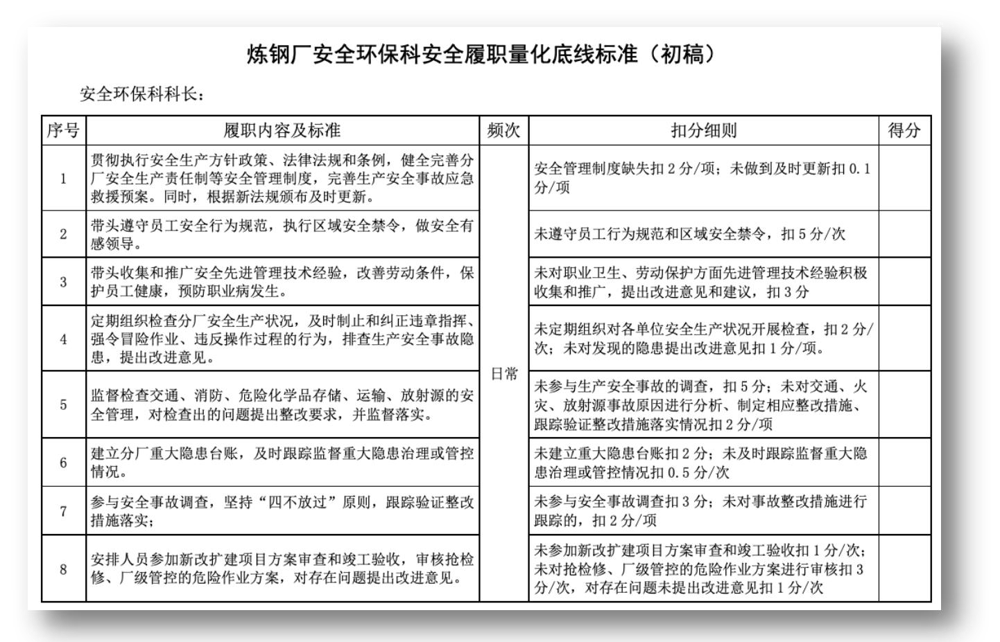 炼钢厂安全环保科安全履职量化底线标准（初稿）
安全环保科科长：
序号 履职内容及标准 频次 扣分细则 得分
1
贯彻执行安全生产方针政策、法律法规和条例，健全完善分
厂安全生产责任制等安全管理制度，完善生产安全事故应急
救援预案。同时，根据新法规颁布及时更新。
安全管理制度缺失扣 2 分/项；未做到及时更新扣 0.1
分/项
2
带头遵守员工安全行为规范，执行区域安全禁令，做安全有
感领导。
未遵守员工行为规范和区域安全禁令，扣 5 分/次
3
带头收集和推广安全先进管理技术经验，改善劳动条件，保
护员工健康，预防职业病发生。
未对职业卫生、劳动保护方面先进管理技术经验积极
收集和推广，提出改进意见和建议，扣 3 分
4
定期组织检查分厂安全生产状况，及时制止和纠正违章指挥、
强令冒险作业、违反操作过程的行为，排查生产安全事故隐
患，提出改进意见。
未定期组织对各单位安全生产状况开展检查，扣 2 分/
次；未对发现的隐患提出改进意见扣 1 分/项。
日常
5
监督检查交通、消防、危险化学品存储、运输、放射源的安
全管理，对检查出的问题提出整改要求，并监督落实。
未参与生产安全事故的调查，扣 5 分；未对交通、火
灾、放射源事故原因进行分析、制定相应整改措施、
跟踪验证整改措施落实情况扣 2 分/项
6
建立分厂重大隐患台账，及时跟踪监督重大隐患治理或管控
情况。
未建立重大隐患台账扣 2 分；未及时跟踪监督重大隐
患治理或管控情况扣 0.5 分/次
7
参与安全事故调查，坚持“四不放过”原则，跟踪验证整改
措施落实；
未参与安全事故调查扣 3 分；未对事故整改措施进行
跟踪的，扣 2 分/项
8
安排人员参加新改扩建项目方案审查和竣工验收，审核抢检
修、厂级管控的危险作业方案，对存在问题提出改进意见。
未参加新改扩建项目方案审查和竣工验收扣 1 分/次；
未对抢检修、厂级管控的危险作业方案进行审核扣 3
分/次，对存在问题未提出改进意见扣 1 分/次